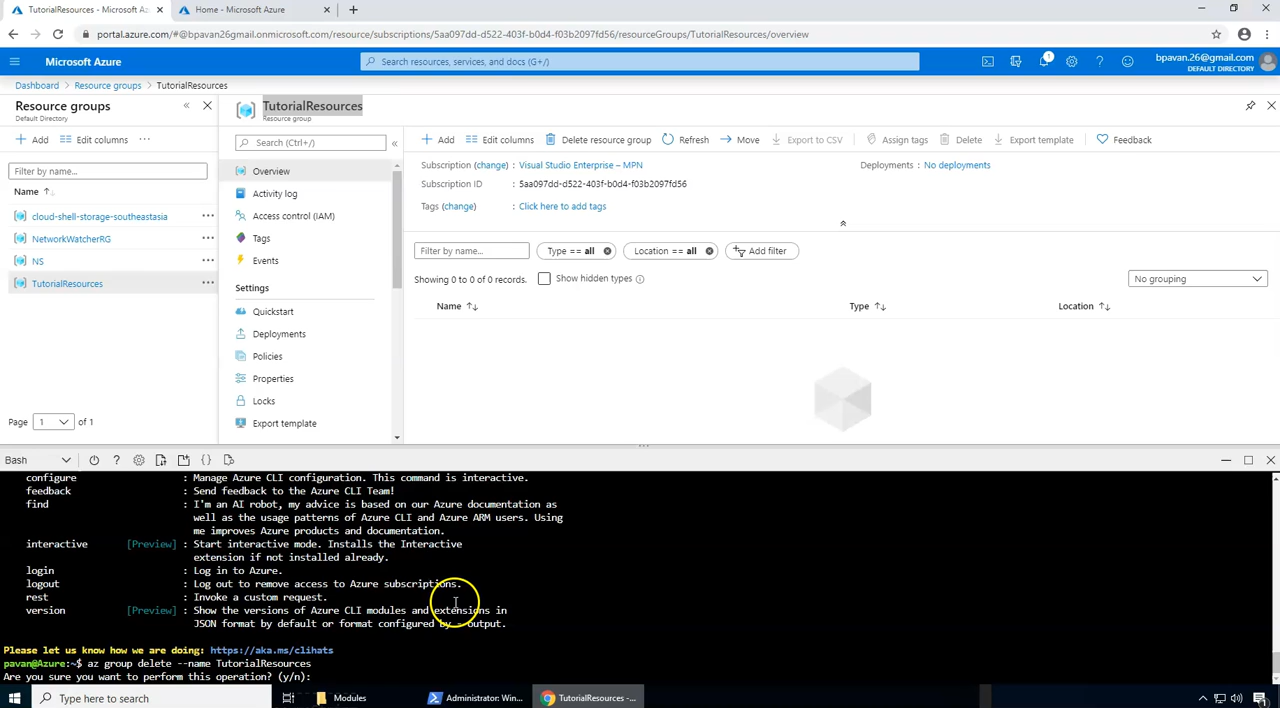 TutorialResources - Microsoft Az
Home - Microsoft Azure
portal.azure.com/#@bpavan26gmail.onmicrosoft.com/resource/subscriptions/5aa097dd-d522-403f-b0d4-f03b2097fd56/resourceGroups/TutorialResources/overview
Microsoft Azure
Search resources, services, and docs (G+/)
1
bpavan.26@gmail.com
DEFAULT DIRECTORY
Dashboard > Resource groups > TutorialResources
Resource groups
Default Directory
Add
Edit columns
Filter by name...
Name
cloud-shell-storage-southeastasia
NetworkWatcherRG
NS
TutorialResources
Page 1 of 1
TutorialResources
Resource group
Search (Ctrl+/)
Overview
Activity log
Access control (IAM)
Tags
Events
Settings
Quickstart
Deployments
Policies
Properties
Locks
Export template
Add
Edit columns
Delete resource group
Refresh
Move
Export to CSV
Assign tags
Delete
Export template
Feedback
Subscription (change) : Visual Studio Enterprise – MPN
Deployments : No deployments
Subscription ID : 5aa097dd-d522-403f-b0d4-f03b2097fd56
Tags (change) : Click here to add tags
Filter by name...
Type == all
Location == all
Add filter
Showing 0 to 0 of 0 records.
Show hidden types
No grouping
Name
Type
Location
Bash
configure : Manage Azure CLI configuration. This command is interactive.
feedback : Send feedback to the Azure CLI Team!
find : I'm an AI robot, my advice is based on our Azure documentation as
well as the usage patterns of Azure CLI and Azure ARM users. Using
me improves Azure products and documentation.
interactive [Preview] : Start interactive mode. Installs the Interactive
extension if not installed already.
login : Log in to Azure.
logout : Log out to remove access to Azure subscriptions.
rest : Invoke a custom request.
version [Preview] : Show the versions of Azure CLI modules and extensions in
JSON format by default or format configured by --output.
Please let us know how we are doing: https://aka.ms/clihats
pavan@Azure:~$ az group delete --name TutorialResources
Are you sure you want to perform this operation? (y/n):
Type here to search
Modules
Administrator: Win...
TutorialResources -...